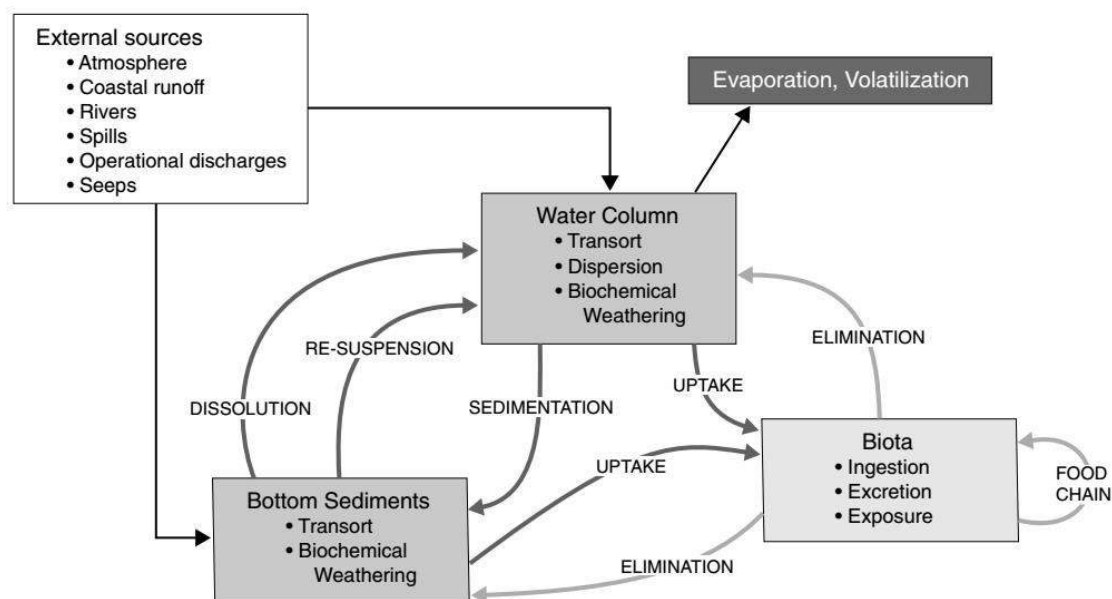 External sources
• Atmosphere
• Coastal runoff
• Rivers
• Spills
• Operational discharges
• Seeps
Evaporation, Volatilization
Water Column
• Transort
• Dispersion
• Biochemical
Weathering
ELIMINATION
RE-SUSPENSION
UPTAKE
DISSOLUTION
SEDIMENTATION
Biota
• Ingestion
• Excretion
• Exposure
FOOD
CHAIN
UPTAKE
Bottom Sediments
• Transort
• Biochemical
Weathering
ELIMINATION